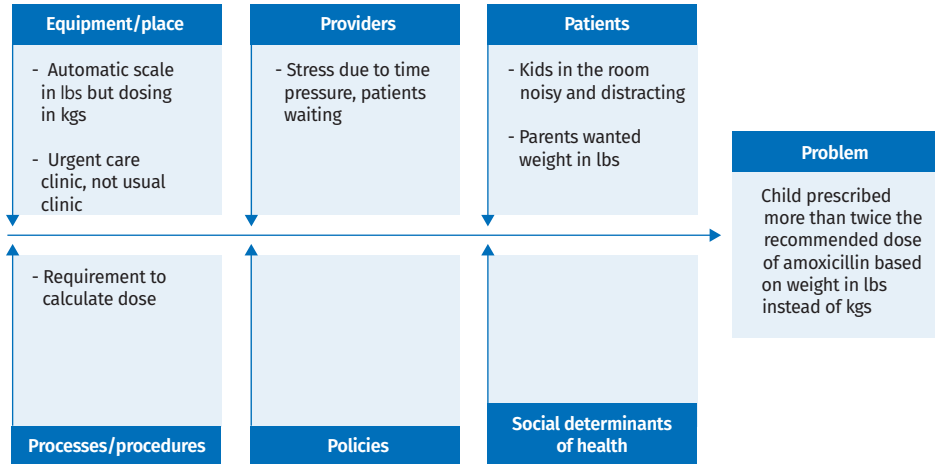 Equipment/place
- Automatic scale
in lbs but dosing
in kgs
- Urgent care
clinic, not usual
clinic
Providers
- Stress due to time
pressure, patients
waiting
Patients
- Kids in the room
noisy and distracting
- Parents wanted
weight in lbs
Problem
Child prescribed
more than twice the
recommended dose
of amoxicillin based
on weight in lbs
instead of kgs
- Requirement to
calculate dose
Processes/procedures
Policies
Social determinants
of health